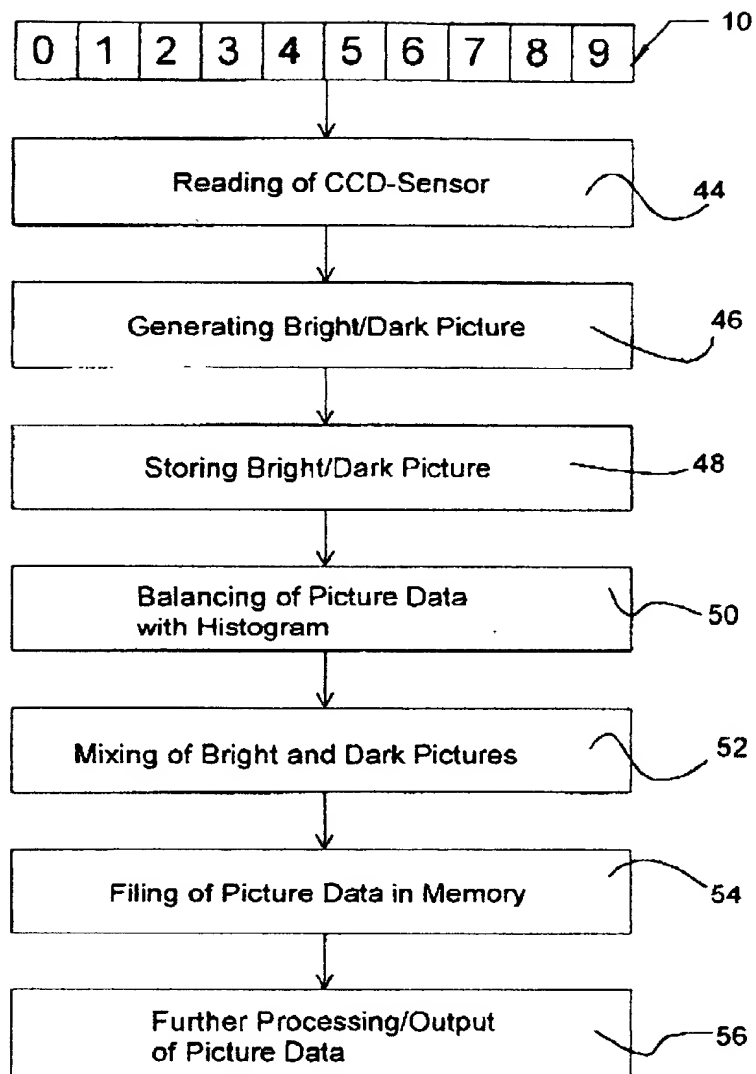 0 1 2 3 4 5 6 7 8 9 10
Reading of CCD-Sensor 44
Generating Bright/Dark Picture 46
Storing Bright/Dark Picture 48
Balancing of Picture Data
with Histogram 50
Mixing of Bright and Dark Pictures 52
Filing of Picture Data in Memory 54
Further Processing/Output
of Picture Data 56